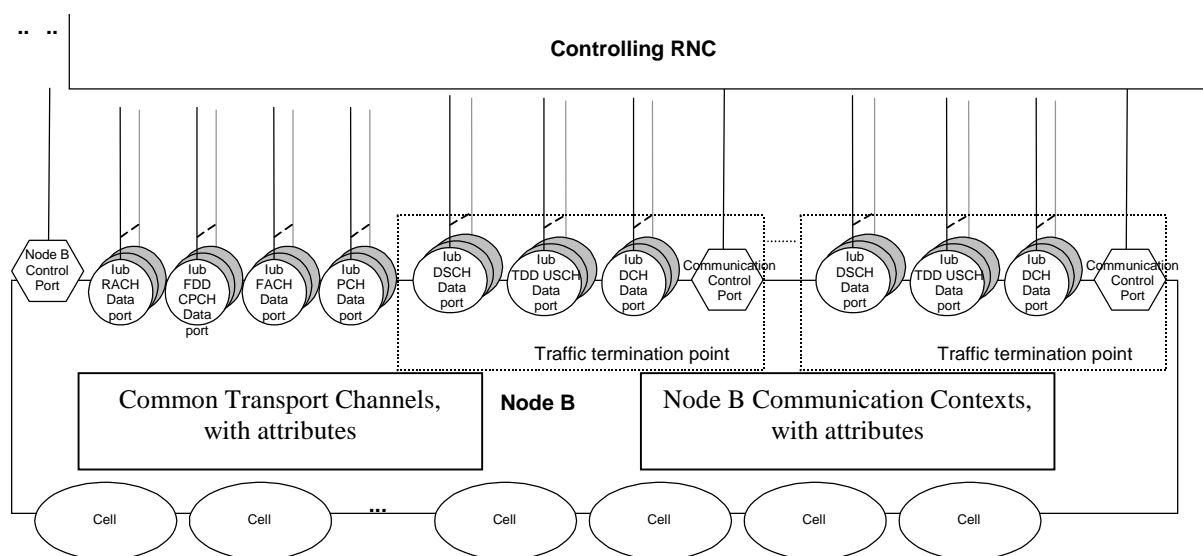 .. ..
Controlling RNC
Node B
Control
Port
Iub
RACH
Data
port
Iub
FDD
CPCH
Data
port
Iub
FACH
Data
port
Iub
PCH
Data
port
Iub
DSCH
Data
port
Iub
TDD USCH
Data
port
Iub
DCH
Data
port
Communication
Control
Port
Iub
DSCH
Data
port
Iub
TDD USCH
Data
port
Iub
DCH
Data
port
Communication
Control
Port
Traffic termination point
Traffic termination point
Common Transport Channels,
with attributes
Node B
Node B Communication Contexts,
with attributes
Cell
Cell
...
Cell
Cell
Cell
Cell